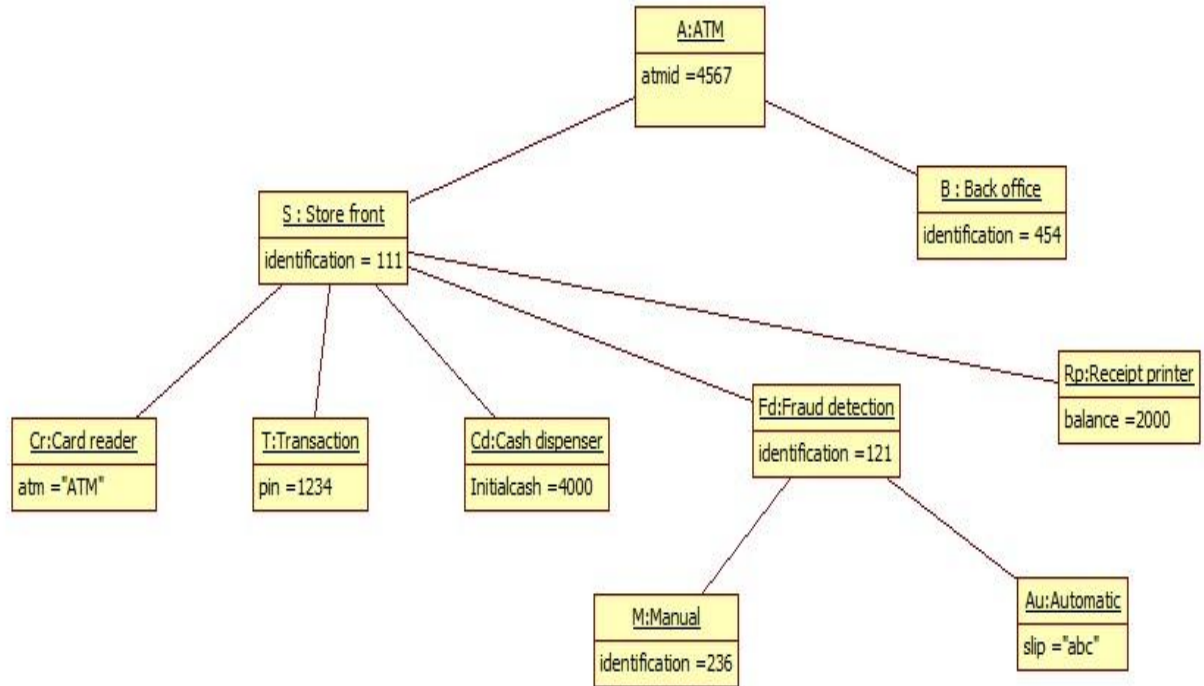 A:ATM
atmid =4567
S : Store front
identification = 111
B : Back office
identification = 454
Cr:Card reader
atm ="ATM"
T:Transaction
pin =1234
Cd:Cash dispenser
Initialcash =4000
Fd:Fraud detection
identification =121
Rp:Receipt printer
balance =2000
M:Manual
identification =236
Au:Automatic
slip ="abc"